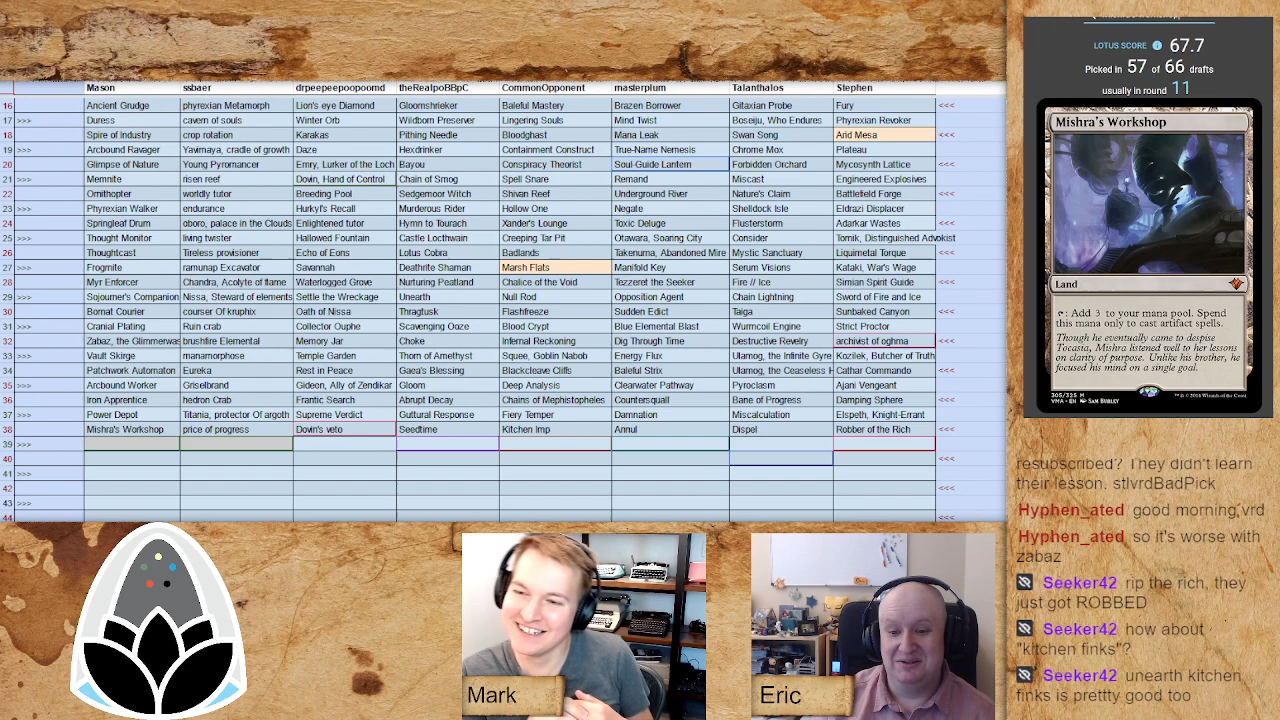 Mason ssbaer drpeepeepoopoomd theRealpoBBpC CommonOpponent masterplum Talanthalos Stephen
16 Ancient Grudge phyrexian Metamorph Lion's eye Diamond Gloomshrieker Baleful Mastery Brazen Borrower Gitaxian Probe Fury <<<
17 >>> Duress cavern of souls Winter Orb Wildborn Preserver Lingering Souls Mind Twist Boseiju, Who Endures Phyrexian Revoker
18 Spire of Industry crop rotation Karakas Pithing Needle Bloodghast Mana Leak Swan Song Arid Mesa <<<
19 >>> Arcbound Ravager Yavimaya, cradle of growth Daze Hexdrinker Containment Construct True-Name Nemesis Chrome Mox Plateau
20 Glimpse of Nature Young Pyromancer Emry, Lurker of the Loch Bayou Conspiracy Theorist Soul-Guide Lantern Forbidden Orchard Mycosynth Lattice <<<
21 >>> Memnite risen reef Dovin, Hand of Control Chain of Smog Spell Snare Remand Miscast Engineered Explosives
22 Ornithopter worldly tutor Breeding Pool Sedgemoor Witch Shivan Reef Underground River Nature's Claim Battlefield Forge <<<
23 >>> Phyrexian Walker endurance Hurkyl's Recall Murderous Rider Hollow One Negate Shelldock Isle Eldrazi Displacer
24 Springleaf Drum oboro, palace in the Clouds Enlightened tutor Hymn to Tourach Xander's Lounge Toxic Deluge Flusterstorm Adarkar Wastes <<<
25 >>> Thought Monitor living twister Hallowed Fountain Castle Locthwain Creeping Tar Pit Otawara, Soaring City Consider Tomik, Distinguished Advokist
26 Thoughtcast Tireless provisioner Echo of Eons Lotus Cobra Badlands Takenuma, Abandoned Mire Mystic Sanctuary Liquimetal Torque <<<
27 >>> Frogmite ramunap Excavator Savannah Deathrite Shaman Marsh Flats Manifold Key Serum Visions Kataki, War's Wage
28 Myr Enforcer Chandra, Acolyte of flame Waterlogged Grove Nurturing Peatland Chalice of the Void Tezzeret the Seeker Fire // Ice Simian Spirit Guide <<<
29 >>> Sojourner's Companion Nissa, Steward of elements Settle the Wreckage Unearth Null Rod Opposition Agent Chain Lightning Sword of Fire and Ice
30 Bomat Courier courser Of kruphix Oath of Nissa Thragtusk Flashfreeze Sudden Edict Taiga Sunbaked Canyon <<<
31 >>> Cranial Plating Ruin crab Collector Ouphe Scavenging Ooze Blood Crypt Blue Elemental Blast Wurmcoil Engine Strict Proctor
32 Zabaz, the Glimmerwas brushfire Elemental Memory Jar Choke Infernal Reckoning Dig Through Time Destructive Revelry archivist of oghma <<<
33 >>> Vault Skirge manamorphose Temple Garden Thorn of Amethyst Squee, Goblin Nabob Energy Flux Ulamog, the Infinite Gyre Kozilek, Butcher of Truth
34 Patchwork Automaton Eureka Rest in Peace Gaea's Blessing Blackcleave Cliffs Baleful Strix Ulamog, the Ceaseless H Cathar Commando <<<
35 >>> Arcbound Worker Griselbrand Gideon, Ally of Zendikar Gloom Deep Analysis Clearwater Pathway Pyroclasm Ajani Vengeant
36 Iron Apprentice hedron Crab Frantic Search Abrupt Decay Chains of Mephistopheles Countersquall Bane of Progress Damping Sphere <<<
37 >>> Power Depot Titania, protector Of argoth Supreme Verdict Guttural Response Fiery Temper Damnation Miscalculation Elspeth, Knight-Errant
38 Mishra's Workshop price of progress Dovin's veto Seedtime Kitchen Imp Annul Dispel Robber of the Rich <<<
39 >>>
40 <<<
41 >>>
42 <<<
43 >>>
44 <<<
LOTUS SCORE 67.7
Picked in 57 of 66 drafts
usually in round 11
Mishra's Workshop
Land
: Add 3 to your mana pool. Spend
this mana only to cast artifact spells.
Though he eventually came to despise
Tocasia, Mishra listened well to her lessons
on clarity of purpose. Unlike his brother, he
focused his mind on a single goal.
305/325 M
VMA • EN SAM BURLEY
™ & © 2014 Wizards of the Coast
resubscribed? They didn't learn
their lesson. stlvrdBadPick
Hyphen_ated good morning vrd
Hyphen_ated so it's worse with
zabaz
Seeker42 rip the rich, they
just got ROBBED
Seeker42 how about
"kitchen finks"?
Seeker42 unearth kitchen
finks is prettty good too
Mark
Eric